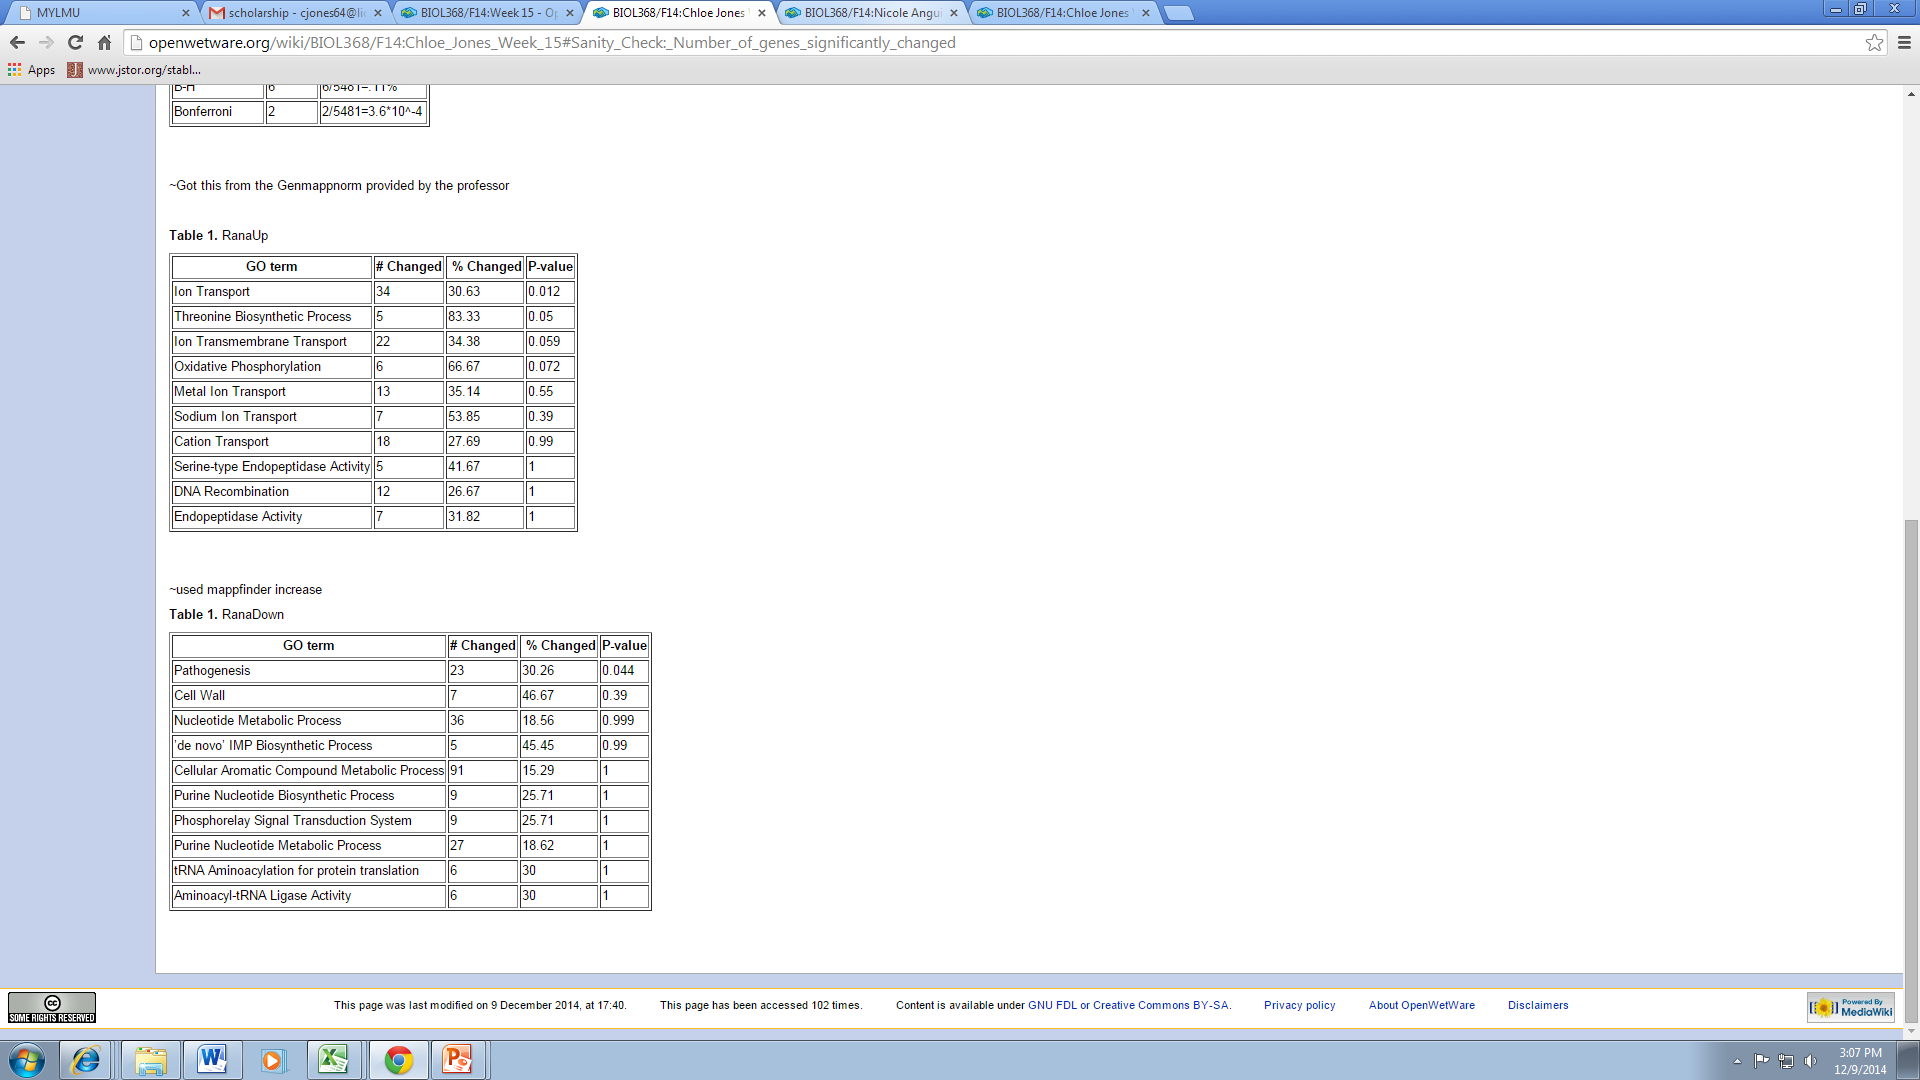 MYLMU
scholarship - cjones64@li
BIOL368/F14:Week 15 - Op
BIOL368/F14:Chloe Jones
BIOL368/F14:Nicole Angui
BIOL368/F14:Chloe Jones
openwetware.org/wiki/BIOL368/F14:Chloe_Jones_Week_15#Sanity_Check:_Number_of_genes_significantly_changed
Apps www.jstor.org/stabl...
B-H 6 6/5481=.11%
Bonferroni 2 2/5481=3.6*10^-4
~Got this from the Genmappnorm provided by the professor
Table 1. RanaUp
GO term # Changed % Changed P-value
Ion Transport 34 30.63 0.012
Threonine Biosynthetic Process 5 83.33 0.05
Ion Transmembrane Transport 22 34.38 0.059
Oxidative Phosphorylation 6 66.67 0.072
Metal Ion Transport 13 35.14 0.55
Sodium Ion Transport 7 53.85 0.39
Cation Transport 18 27.69 0.99
Serine-type Endopeptidase Activity 5 41.67 1
DNA Recombination 12 26.67 1
Endopeptidase Activity 7 31.82 1
~used mappfinder increase
Table 1. RanaDown
GO term # Changed % Changed P-value
Pathogenesis 23 30.26 0.044
Cell Wall 7 46.67 0.39
Nucleotide Metabolic Process 36 18.56 0.999
'de novo' IMP Biosynthetic Process 5 45.45 0.99
Cellular Aromatic Compound Metabolic Process 91 15.29 1
Purine Nucleotide Biosynthetic Process 9 25.71 1
Phosphorelay Signal Transduction System 9 25.71 1
Purine Nucleotide Metabolic Process 27 18.62 1
tRNA Aminoacylation for protein translation 6 30 1
Aminoacyl-tRNA Ligase Activity 6 30 1
cc
SOME RIGHTS RESERVED
This page was last modified on 9 December 2014, at 17:40. This page has been accessed 102 times. Content is available under GNU FDL or Creative Commons BY-SA. Privacy policy About OpenWetWare Disclaimers
Powered By
MediaWiki
3:07 PM
12/9/2014